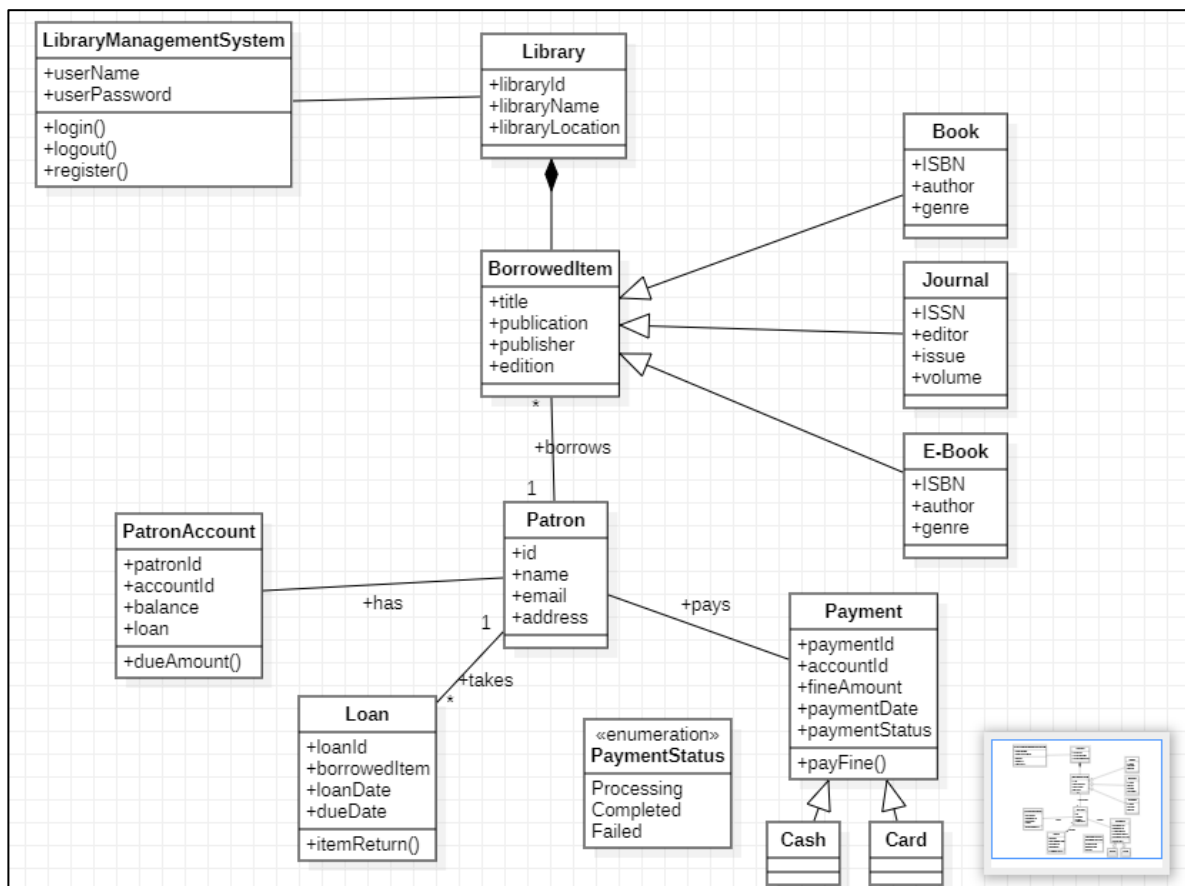 LibraryManagementSystem
+userName
+userPassword
+login()
+logout()
+register()
Library
+libraryId
+libraryName
+libraryLocation
Book
+ISBN
+author
+genre
BorrowedItem
+title
+publication
+publisher
+edition
Journal
+ISSN
+editor
+issue
+volume
E-Book
+ISBN
+author
+genre
*
+borrows
1
Patron
+id
+name
+email
+address
PatronAccount
+patronId
+accountId
+balance
+loan
+dueAmount()
+has
1
+takes
*
+pays
Loan
+loanId
+borrowedItem
+loanDate
+dueDate
+itemReturn()
«enumeration»
PaymentStatus
Processing
Completed
Failed
Payment
+paymentId
+accountId
+fineAmount
+paymentDate
+paymentStatus
+payFine()
Cash
Card